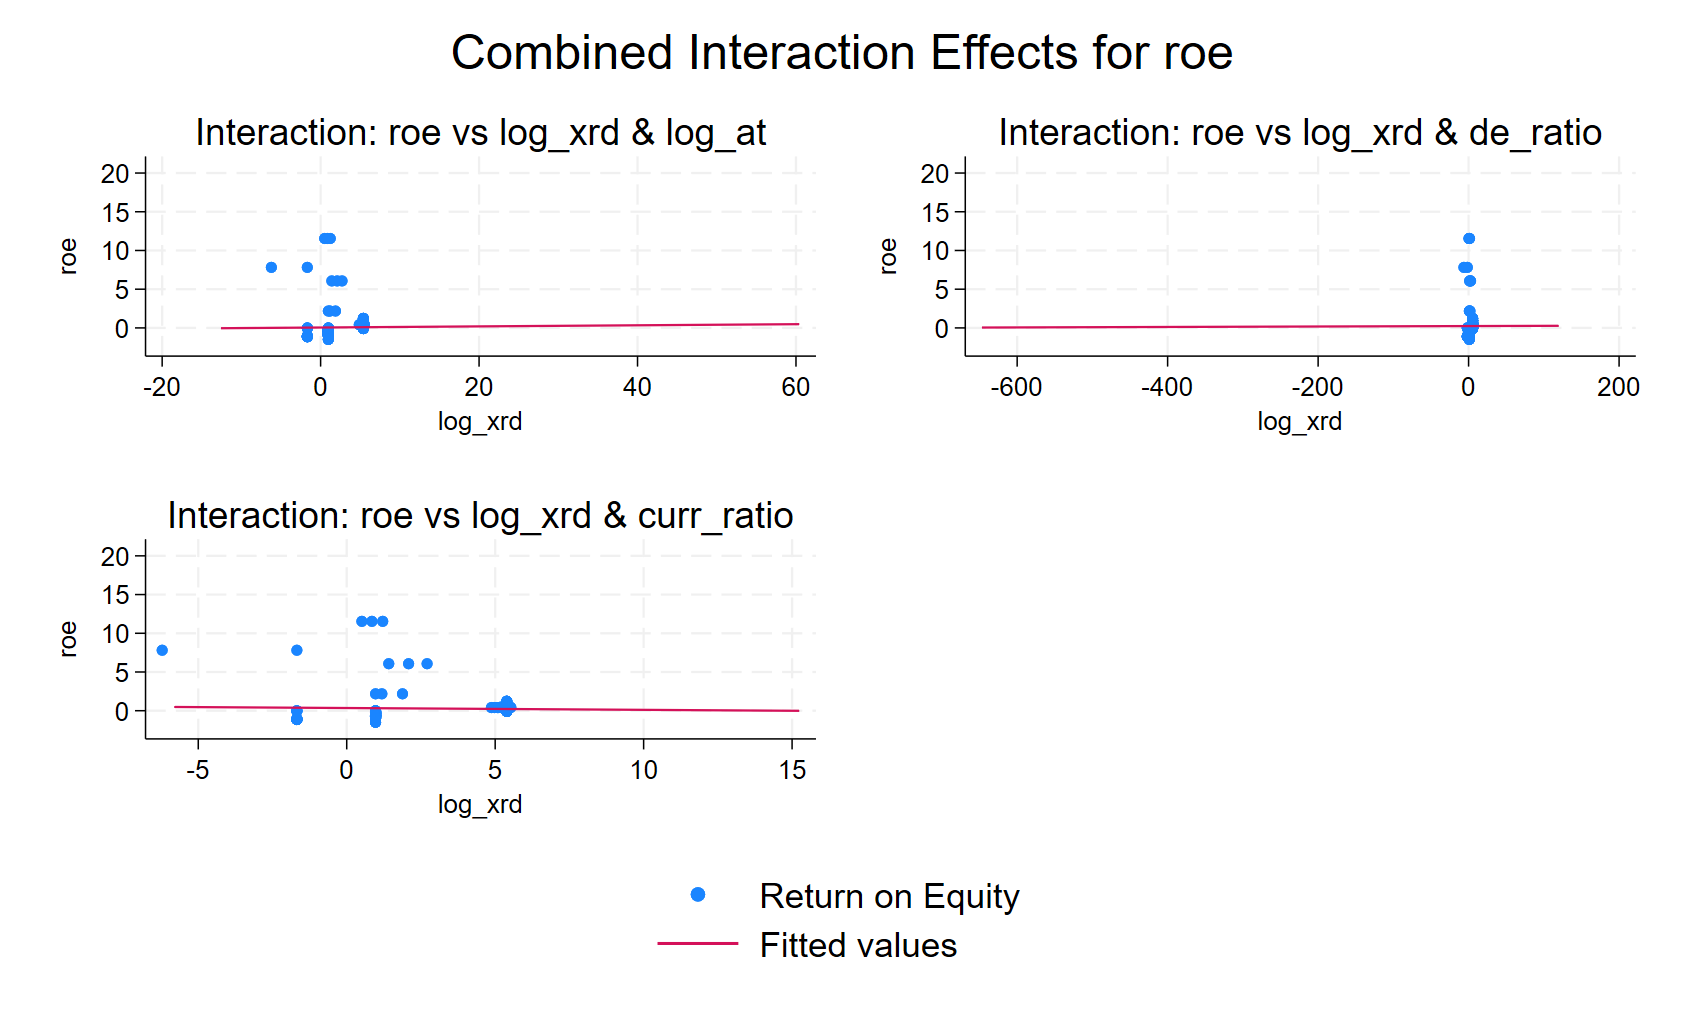 Combined Interaction Effects for roe
Interaction: roe vs log_xrd & log_at
20
15
10
5
0
roe
-20 0 20 40 60
log_xrd
Interaction: roe vs log_xrd & de_ratio
20
15
10
5
0
roe
-600 -400 -200 0 200
log_xrd
Interaction: roe vs log_xrd & curr_ratio
20
15
10
5
0
roe
-5 0 5 10 15
log_xrd
Return on Equity
Fitted values